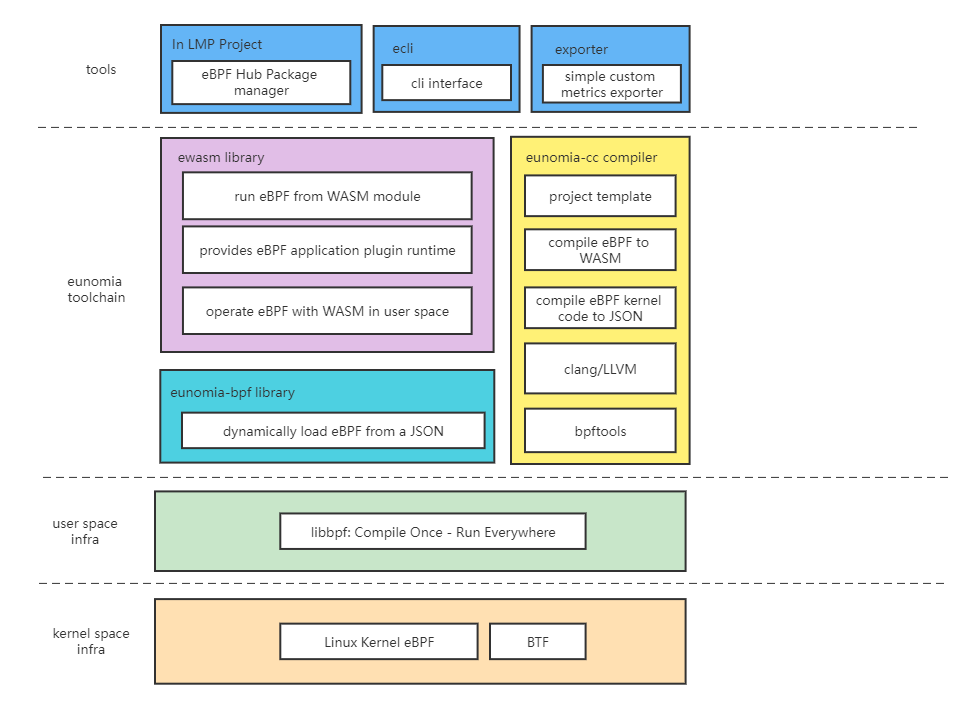 tools
In LMP Project
eBPF Hub Package
manager
ecli
cli interface
exporter
simple custom
metrics exporter
eunomia
toolchain
ewasm library
run eBPF from WASM module
provides eBPF application plugin runtime
operate eBPF with WASM in user space
eunomia-bpf library
dynamically load eBPF from a JSON
eunomia-cc compiler
project template
compile eBPF to
WASM
compile eBPF kernel
code to JSON
clang/LLVM
bpftools
user space
infra
libbpf: Compile Once - Run Everywhere
kernel space
infra
Linux Kernel eBPF
BTF